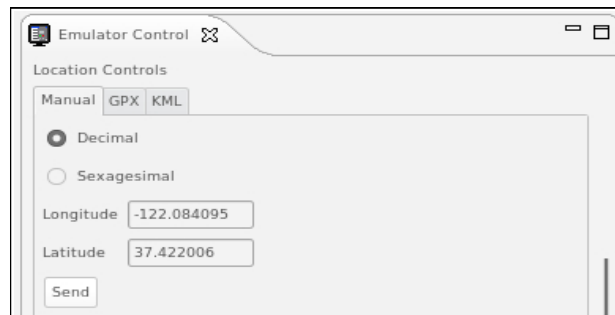 Emulator Control
Location Controls
Manual GPX KML
Decimal
Sexagesimal
Longitude -122.084095
Latitude 37.422006
Send